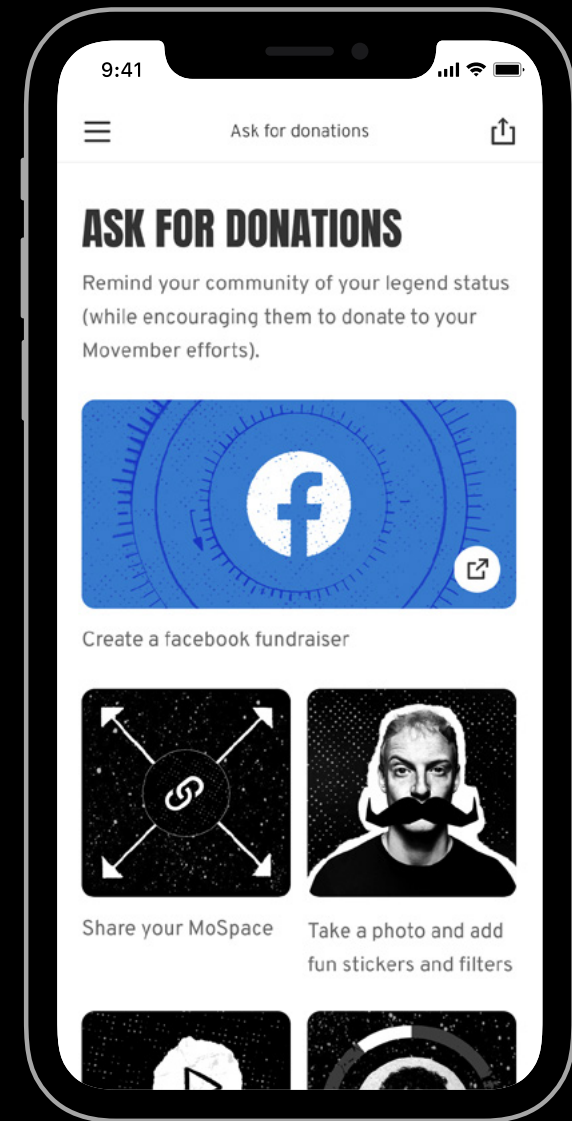 9:41
Ask for donations
ASK FOR DONATIONS
Remind your community of your legend status
(while encouraging them to donate to your
Movember efforts).
Create a facebook fundraiser
Share your MoSpace
Take a photo and add
fun stickers and filters